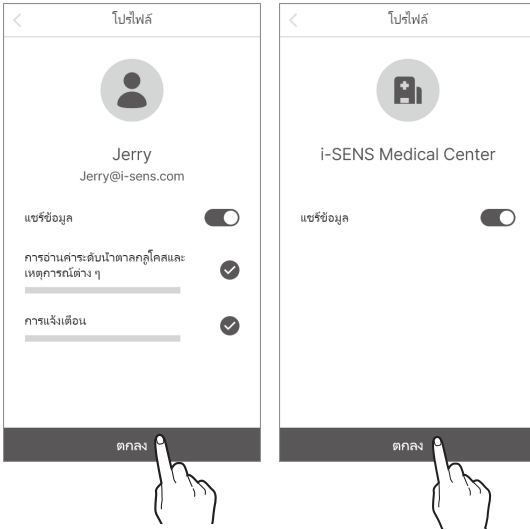 โปรไฟล์
Jerry
Jerry@i-sens.com
แชร์ข้อมูล
การอ่านค่าระดับน้ำตาลกลูโคสและ
เหตุการณ์ต่าง ๆ
การแจ้งเตือน
ตกลง
โปรไฟล์
i-SENS Medical Center
แชร์ข้อมูล
ตกลง